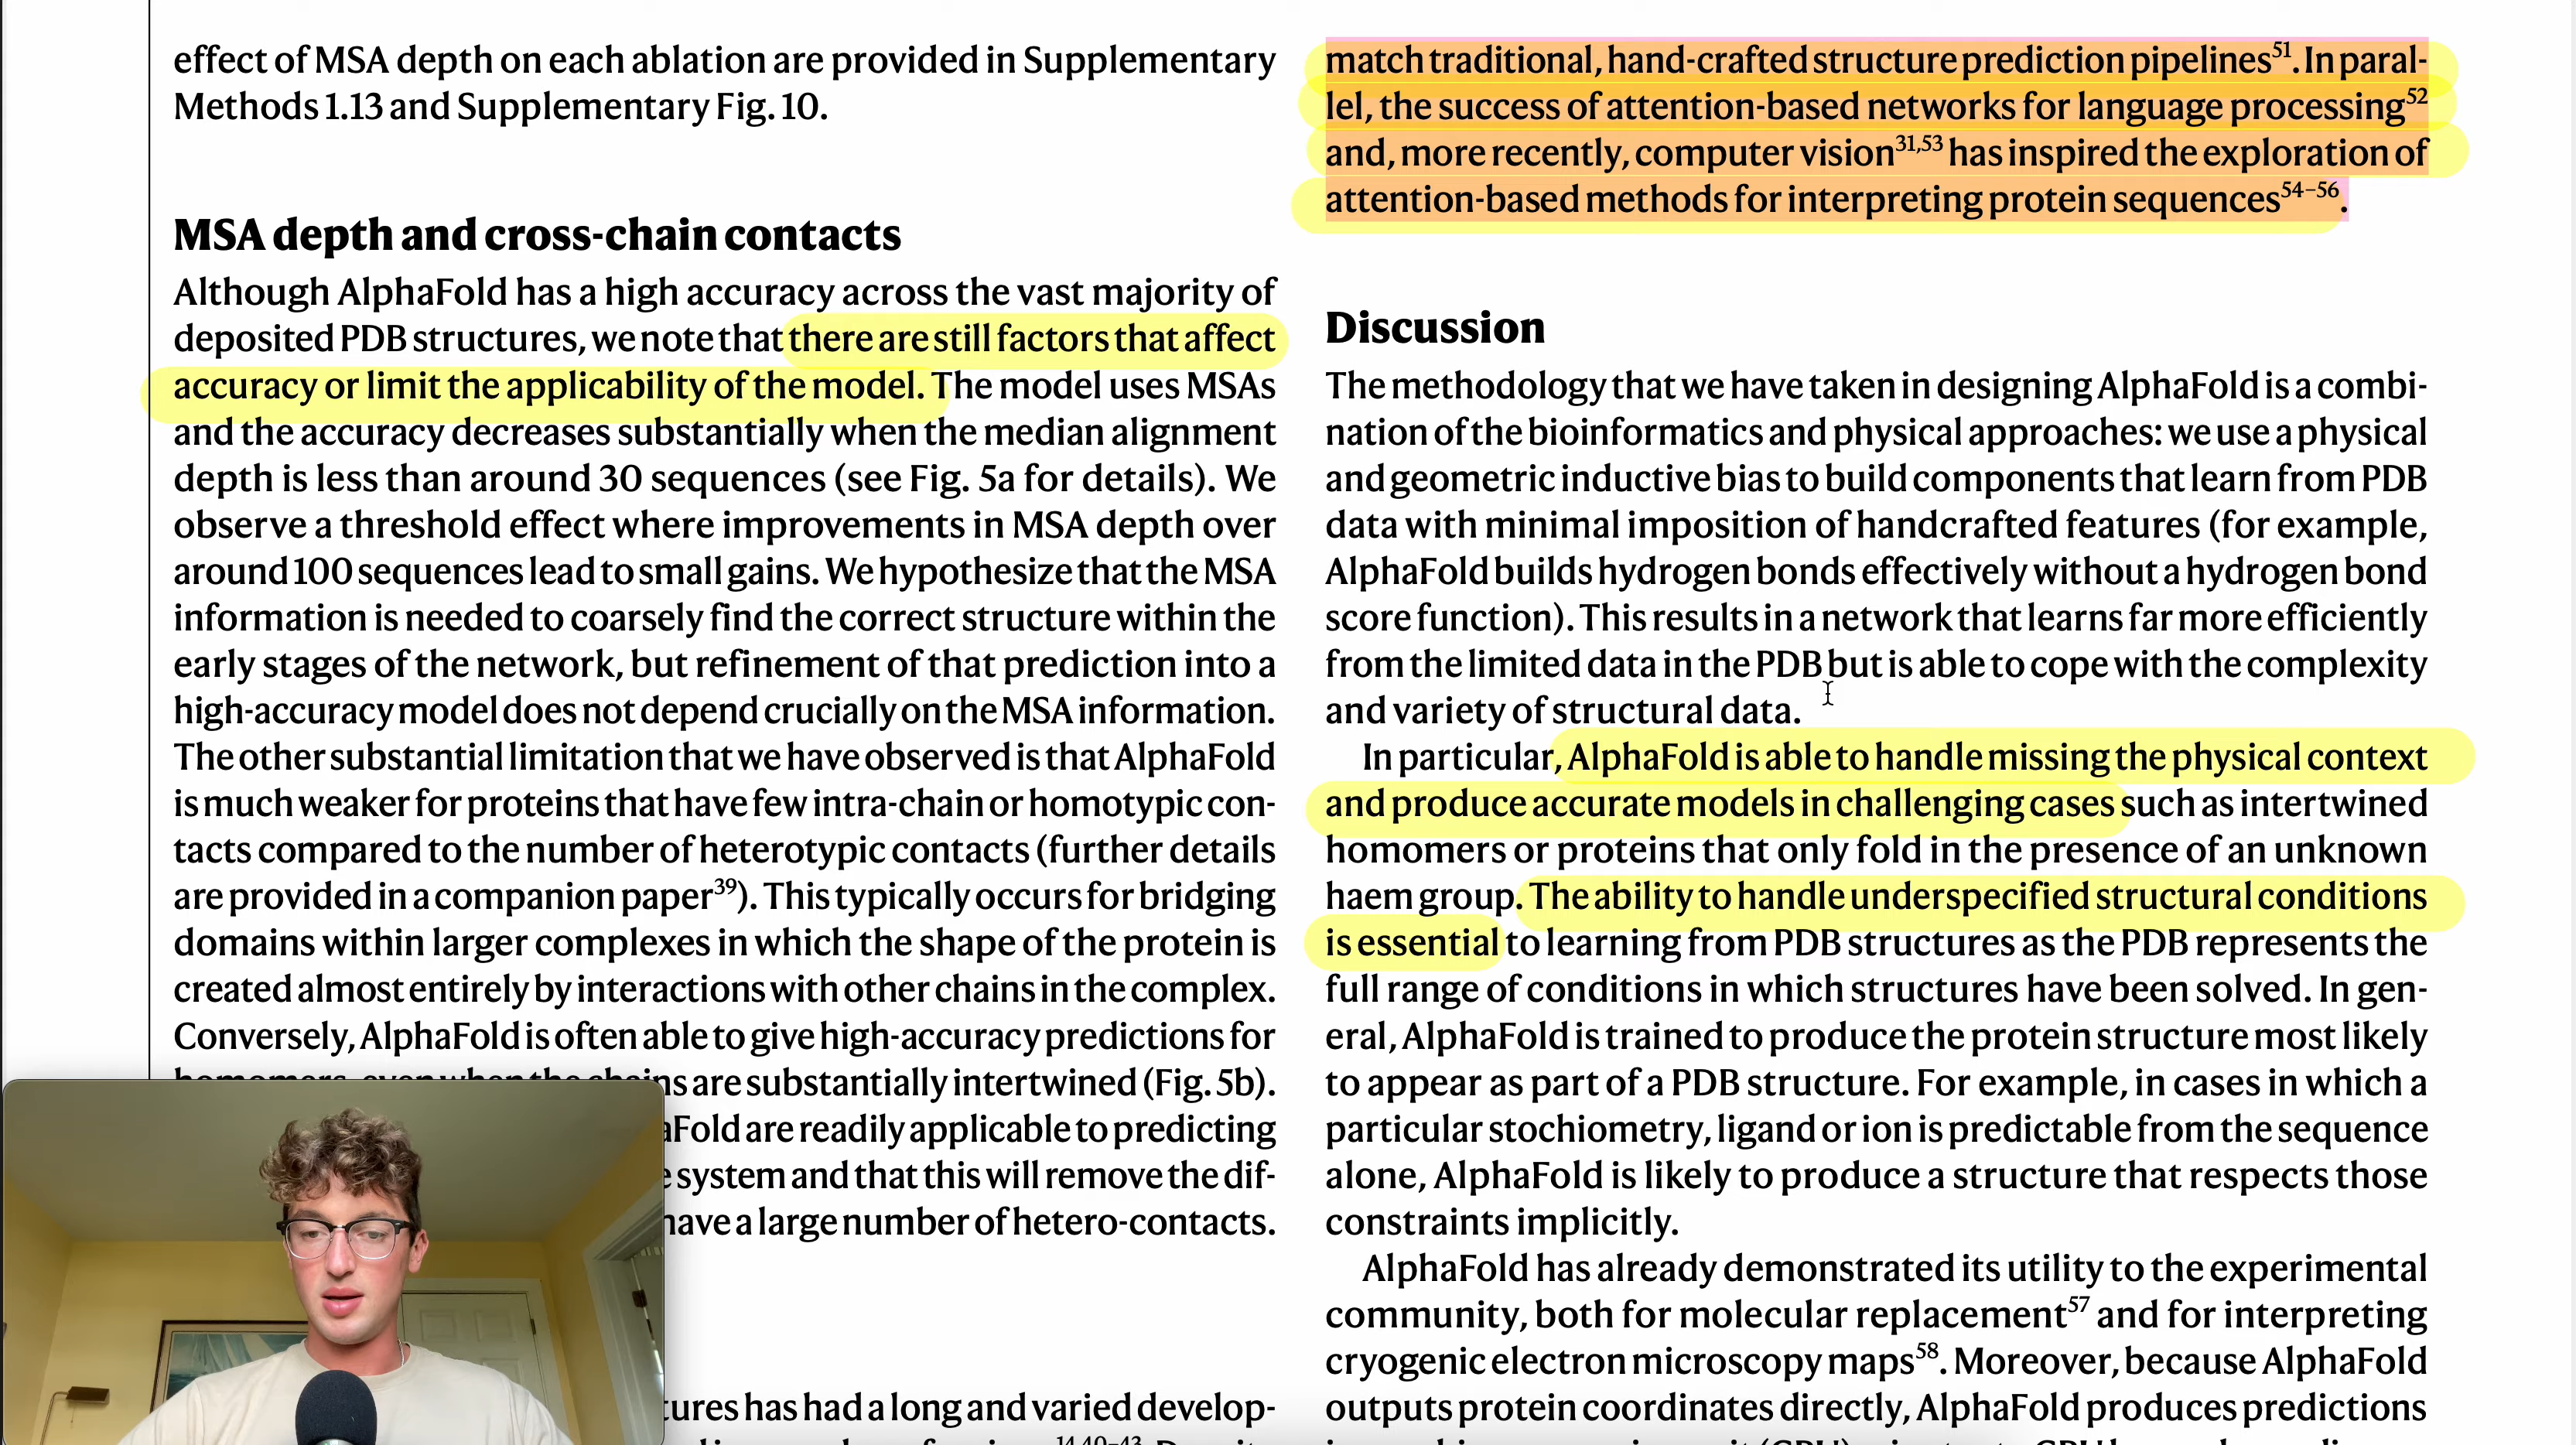 effect of MSA depth on each ablation are provided in Supplementary
Methods 1.13 and Supplementary Fig. 10.
MSA depth and cross-chain contacts
Although AlphaFold has a high accuracy across the vast majority of
deposited PDB structures, we note that there are still factors that affect
accuracy or limit the applicability of the model. The model uses MSAs
and the accuracy decreases substantially when the median alignment
depth is less than around 30 sequences (see Fig. 5a for details). We
observe a threshold effect where improvements in MSA depth over
around 100 sequences lead to small gains. We hypothesize that the MSA
information is needed to coarsely find the correct structure within the
early stages of the network, but refinement of that prediction into a
high-accuracy model does not depend crucially on the MSA information.
The other substantial limitation that we have observed is that AlphaFold
is much weaker for proteins that have few intra-chain or homotypic con-
tacts compared to the number of heterotypic contacts (further details
are provided in a companion paper39). This typically occurs for bridging
domains within larger complexes in which the shape of the protein is
created almost entirely by interactions with other chains in the complex.
Conversely, AlphaFold is often able to give high-accuracy predictions for
homomers, even when the chains are substantially intertwined (Fig. 5b).
aFold are readily applicable to predicting
e system and that this will remove the dif-
have a large number of hetero-contacts.
tures has had a long and varied develop-
match traditional, hand-crafted structure prediction pipelines51. In paral-
lel, the success of attention-based networks for language processing52
and, more recently, computer vision31,53 has inspired the exploration of
attention-based methods for interpreting protein sequences54–56.
Discussion
The methodology that we have taken in designing AlphaFold is a combi-
nation of the bioinformatics and physical approaches: we use a physical
and geometric inductive bias to build components that learn from PDB
data with minimal imposition of handcrafted features (for example,
AlphaFold builds hydrogen bonds effectively without a hydrogen bond
score function). This results in a network that learns far more efficiently
from the limited data in the PDB but is able to cope with the complexity
and variety of structural data.
In particular, AlphaFold is able to handle missing the physical context
and produce accurate models in challenging cases such as intertwined
homomers or proteins that only fold in the presence of an unknown
haem group. The ability to handle underspecified structural conditions
is essential to learning from PDB structures as the PDB represents the
full range of conditions in which structures have been solved. In gen-
eral, AlphaFold is trained to produce the protein structure most likely
to appear as part of a PDB structure. For example, in cases in which a
particular stochiometry, ligand or ion is predictable from the sequence
alone, AlphaFold is likely to produce a structure that respects those
constraints implicitly.
AlphaFold has already demonstrated its utility to the experimental
community, both for molecular replacement57 and for interpreting
cryogenic electron microscopy maps58. Moreover, because AlphaFold
outputs protein coordinates directly, AlphaFold produces predictions